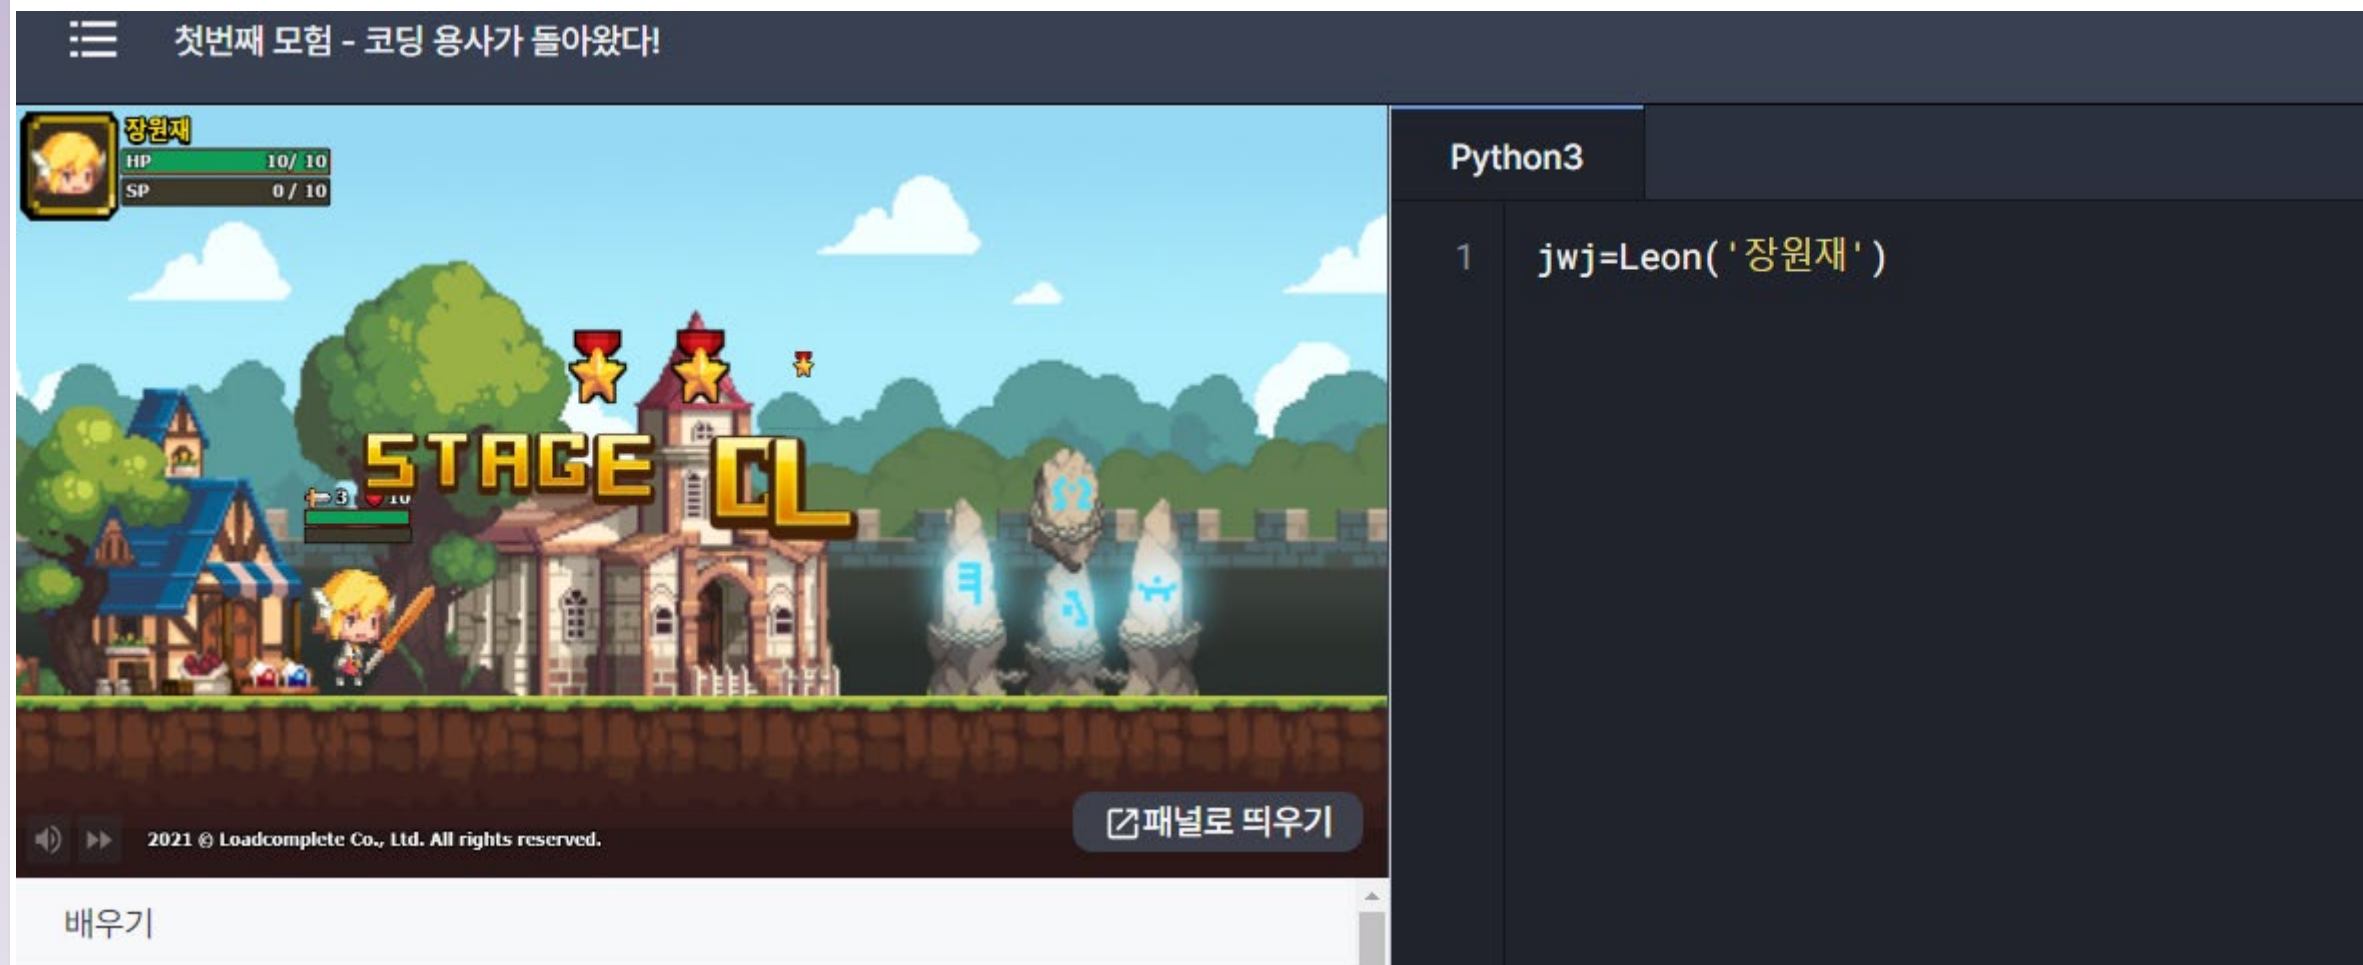 첫번째 모험 - 코딩 용사가 돌아왔다!
장원재
HP 10/ 10
SP 0 / 10
STAGE CL
3 10
2021 © Loadcomplete Co., Ltd. All rights reserved.
패널로 띄우기
배우기
Python3
1 jwj=Leon('장원재')